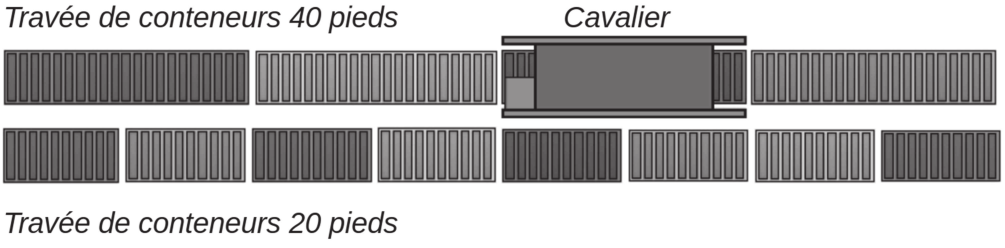 Travée de conteneurs 40 pieds
Cavalier
Travée de conteneurs 20 pieds